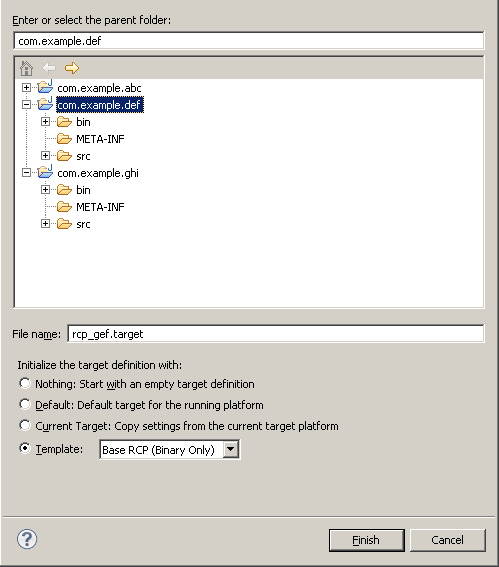 Enter or select the parent folder:
com.example.def
com.example.abc
com.example.def
bin
META-INF
src
com.example.ghi
bin
META-INF
src
File name: rcp_gef.target
Initialize the target definition with:
Nothing: Start with an empty target definition
Default: Default target for the running platform
Current Target: Copy settings from the current target platform
Template: Base RCP (Binary Only)
? Finish Cancel